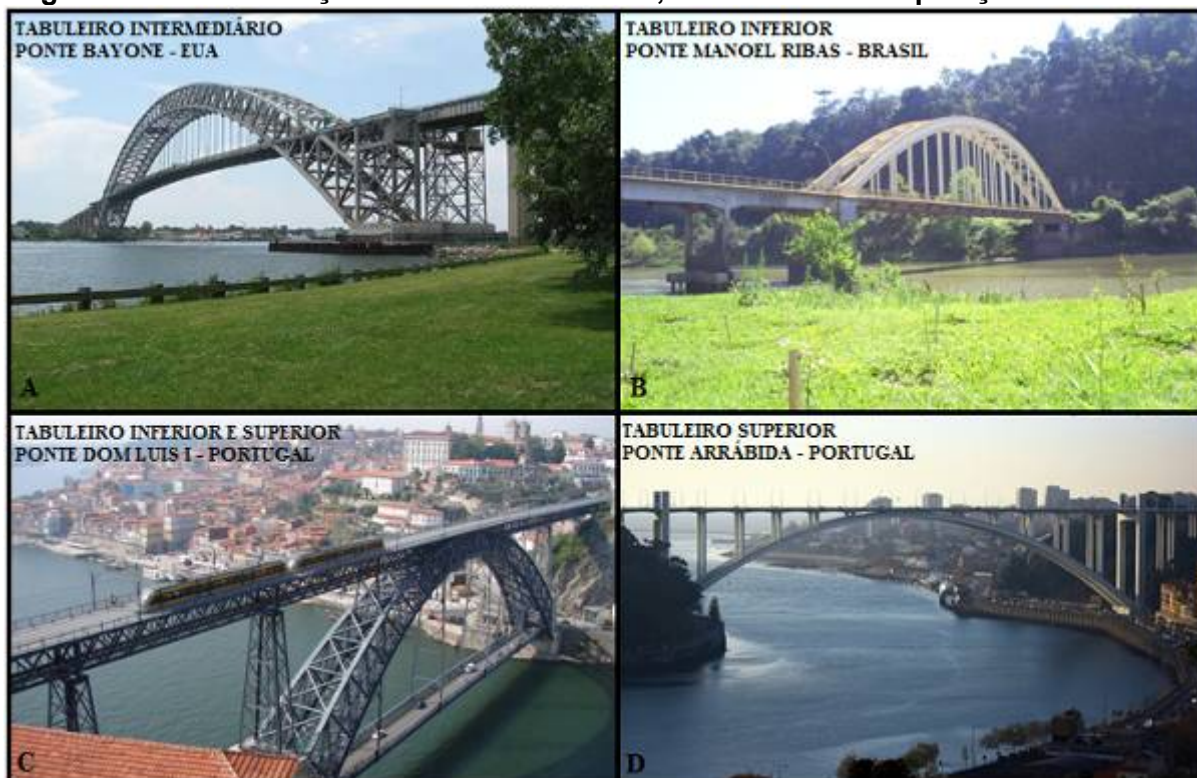 TABULEIRO INTERMEDIÁRIO
PONTE BAYONE - EUA
A
TABULEIRO INFERIOR
PONTE MANOEL RIBAS - BRASIL
B
TABULEIRO INFERIOR E SUPERIOR
PONTE DOM LUIS I - PORTUGAL
C
TABULEIRO SUPERIOR
PONTE ARRÁBIDA - PORTUGAL
D